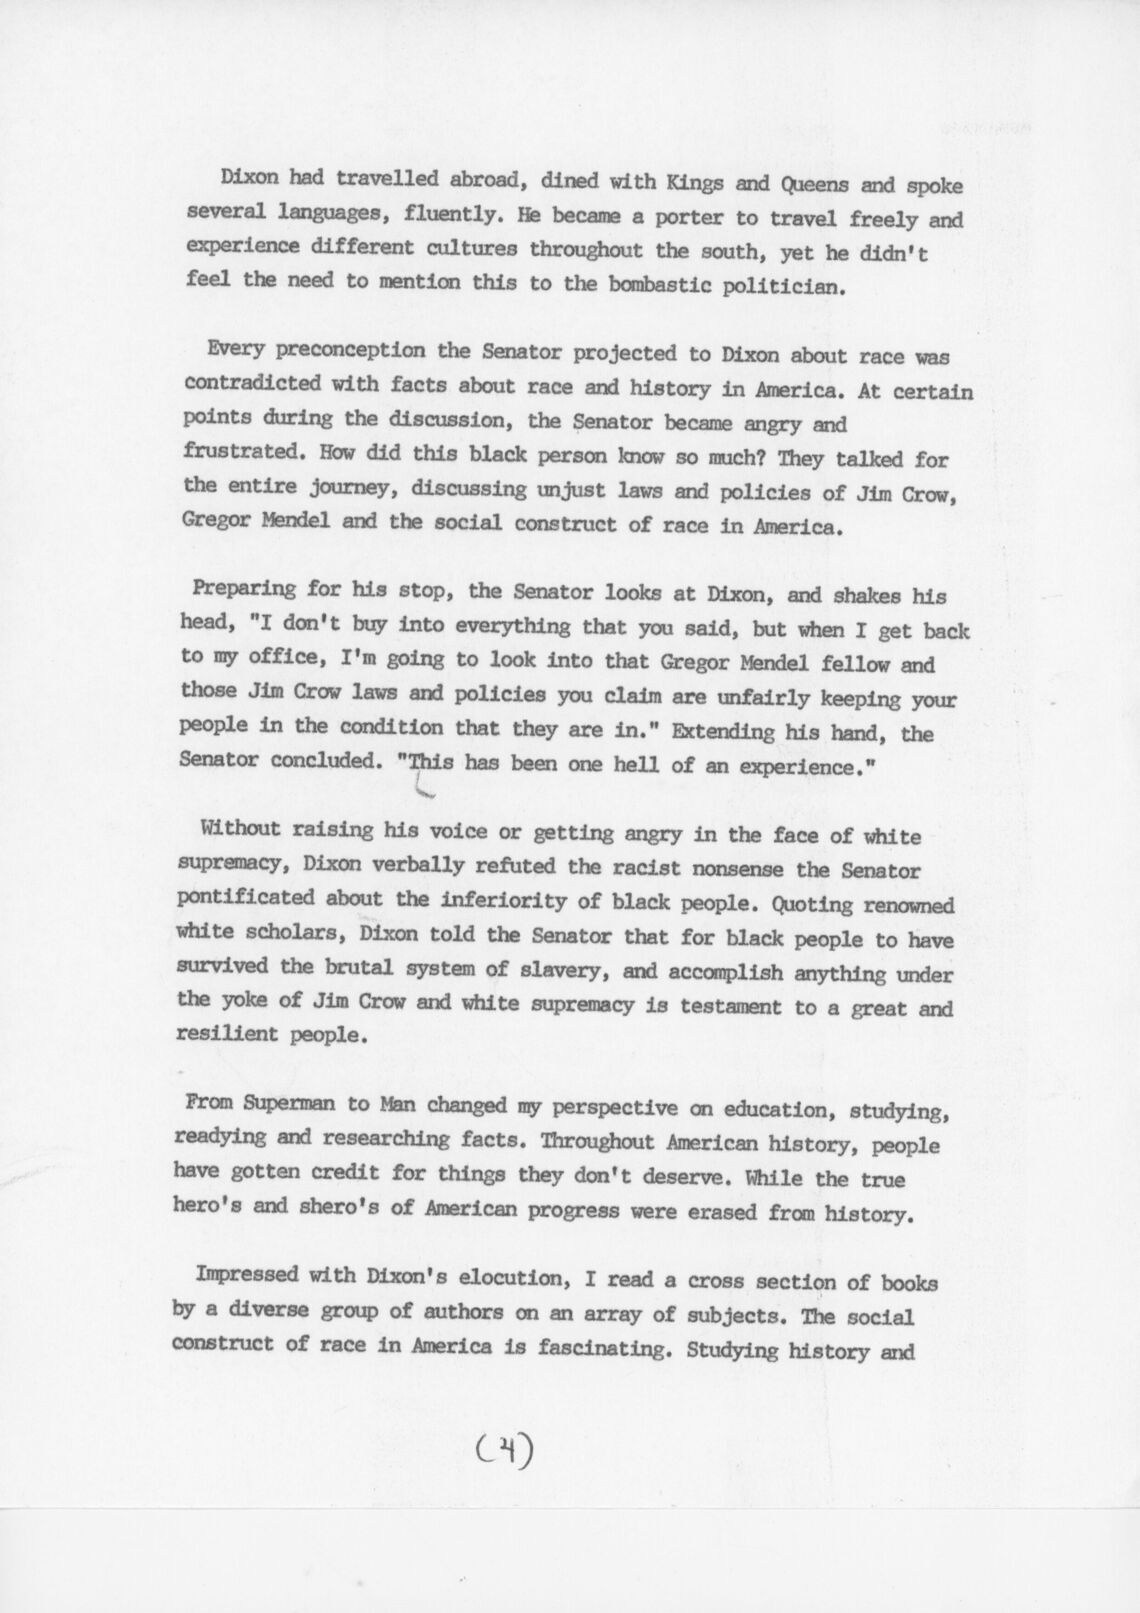 Dixon had travelled abroad, dined with Kings and Queens and spoke
several languages, fluently. He became a porter to travel freely and
experience different cultures throughout the south, yet he didn't
feel the need to mention this to the bombastic politician.
Every preconception the Senator projected to Dixon about race was
contradicted with facts about race and history in America. At certain
points during the discussion, the Senator became angry and
frustrated. How did this black person know so much? They talked for
the entire journey, discussing unjust laws and policies of Jim Crow,
Gregor Mendel and the social construct of race in America.
Preparing for his stop, the Senator looks at Dixon, and shakes his
head, "I don't buy into everything that you said, but when I get back
to my office, I'm going to look into that Gregor Mendel fellow and
those Jim Crow laws and policies you claim are unfairly keeping your
people in the condition that they are in." Extending his hand, the
Senator concluded. "This has been one hell of an experience."
Without raising his voice or getting angry in the face of white
supremacy, Dixon verbally refuted the racist nonsense the Senator
pontificated about the inferiority of black people. Quoting renowned
white scholars, Dixon told the Senator that for black people to have
survived the brutal system of slavery, and accomplish anything under
the yoke of Jim Crow and white supremacy is testament to a great and
resilient people.
From Superman to Man changed my perspective on education, studying,
readying and researching facts. Throughout American history, people
have gotten credit for things they don't deserve. While the true
hero's and shero's of American progress were erased from history.
Impressed with Dixon's elocution, I read a cross section of books
by a diverse group of authors on an array of subjects. The social
construct of race in America is fascinating. Studying history and
(4)